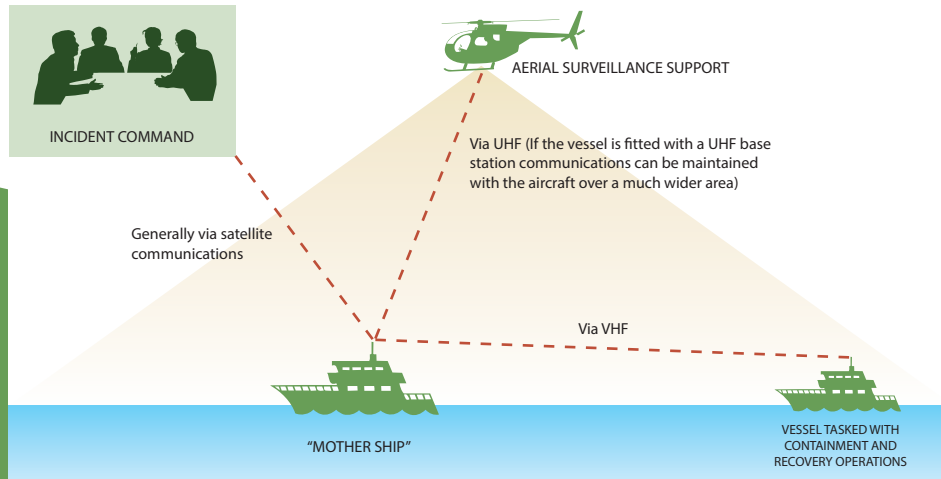 INCIDENT COMMAND
AERIAL SURVEILLANCE SUPPORT
Via UHF (If the vessel is fitted with a UHF base
station communications can be maintained
with the aircraft over a much wider area)
Generally via satellite
communications
Via VHF
“MOTHER SHIP”
VESSEL TASKED WITH
CONTAINMENT AND
RECOVERY OPERATIONS